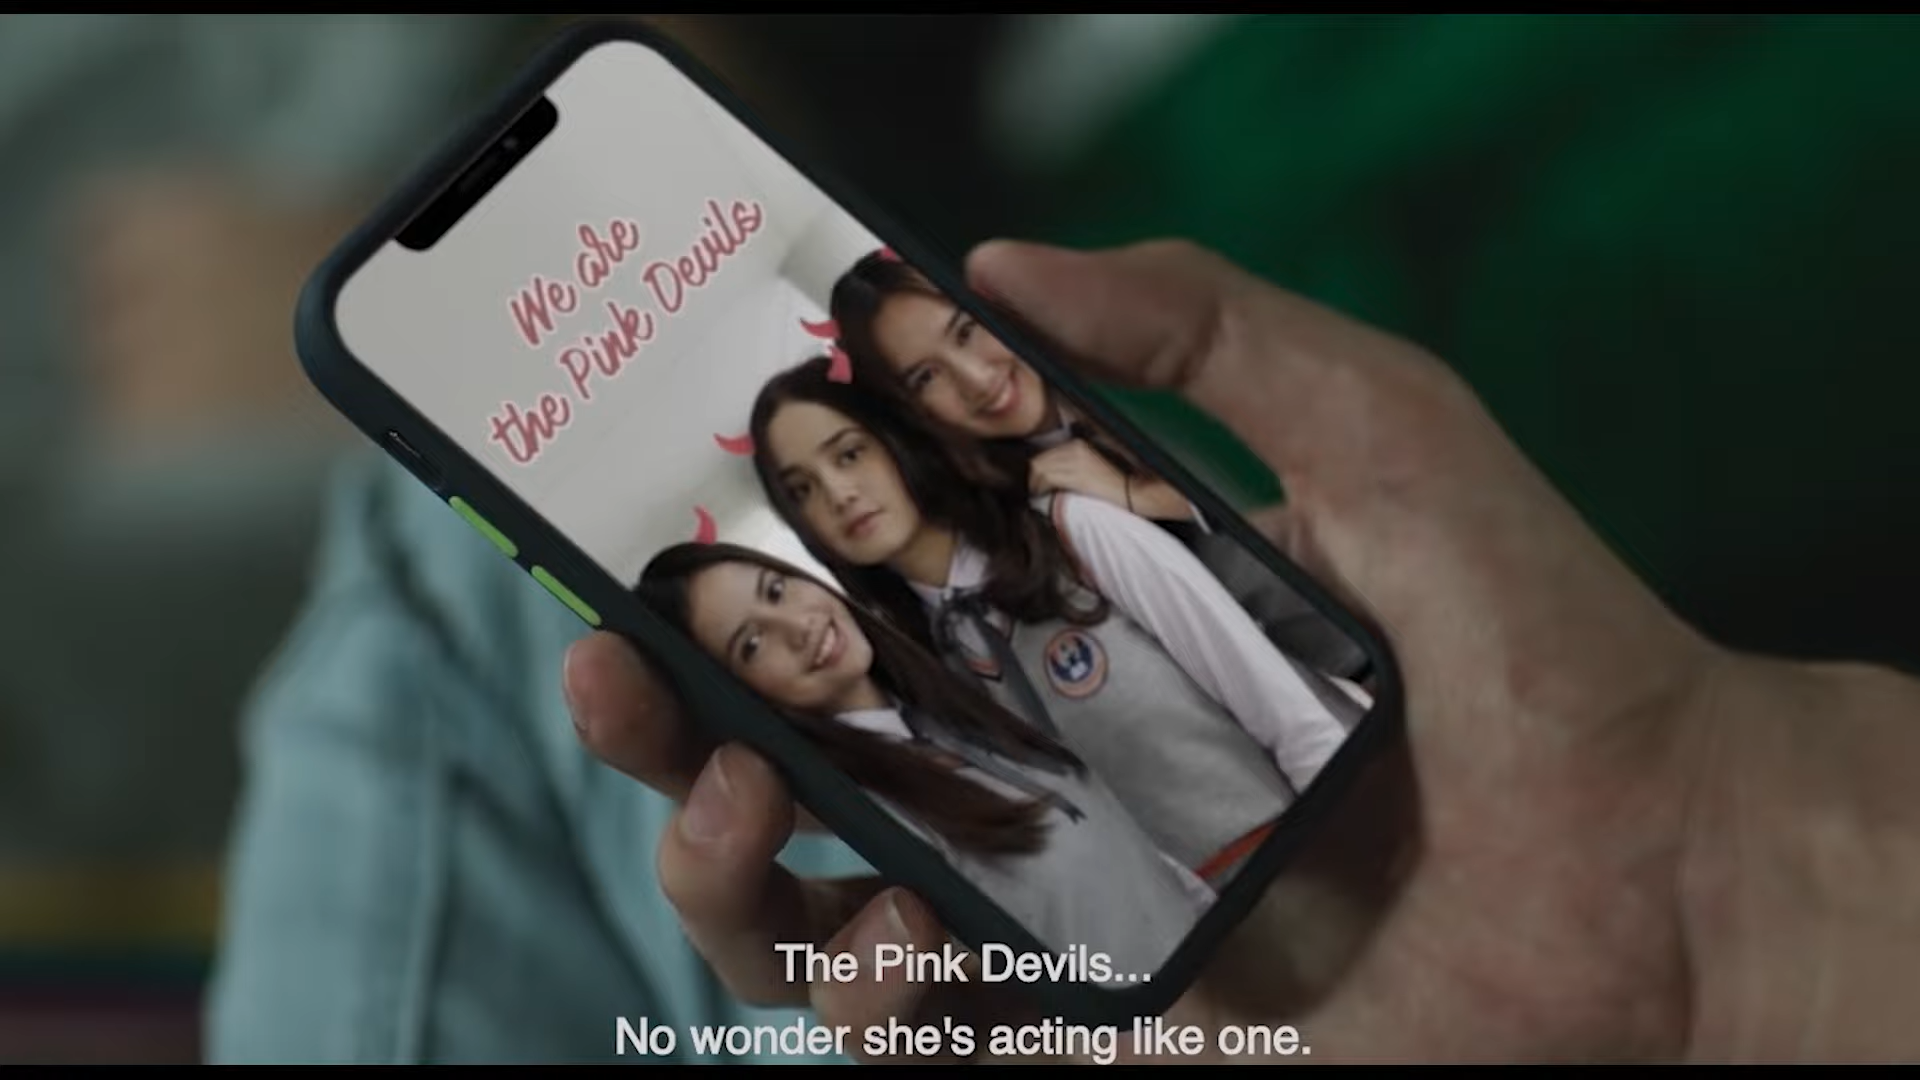 We are
the Pink Devils
The Pink Devils...
No wonder she's acting like one.